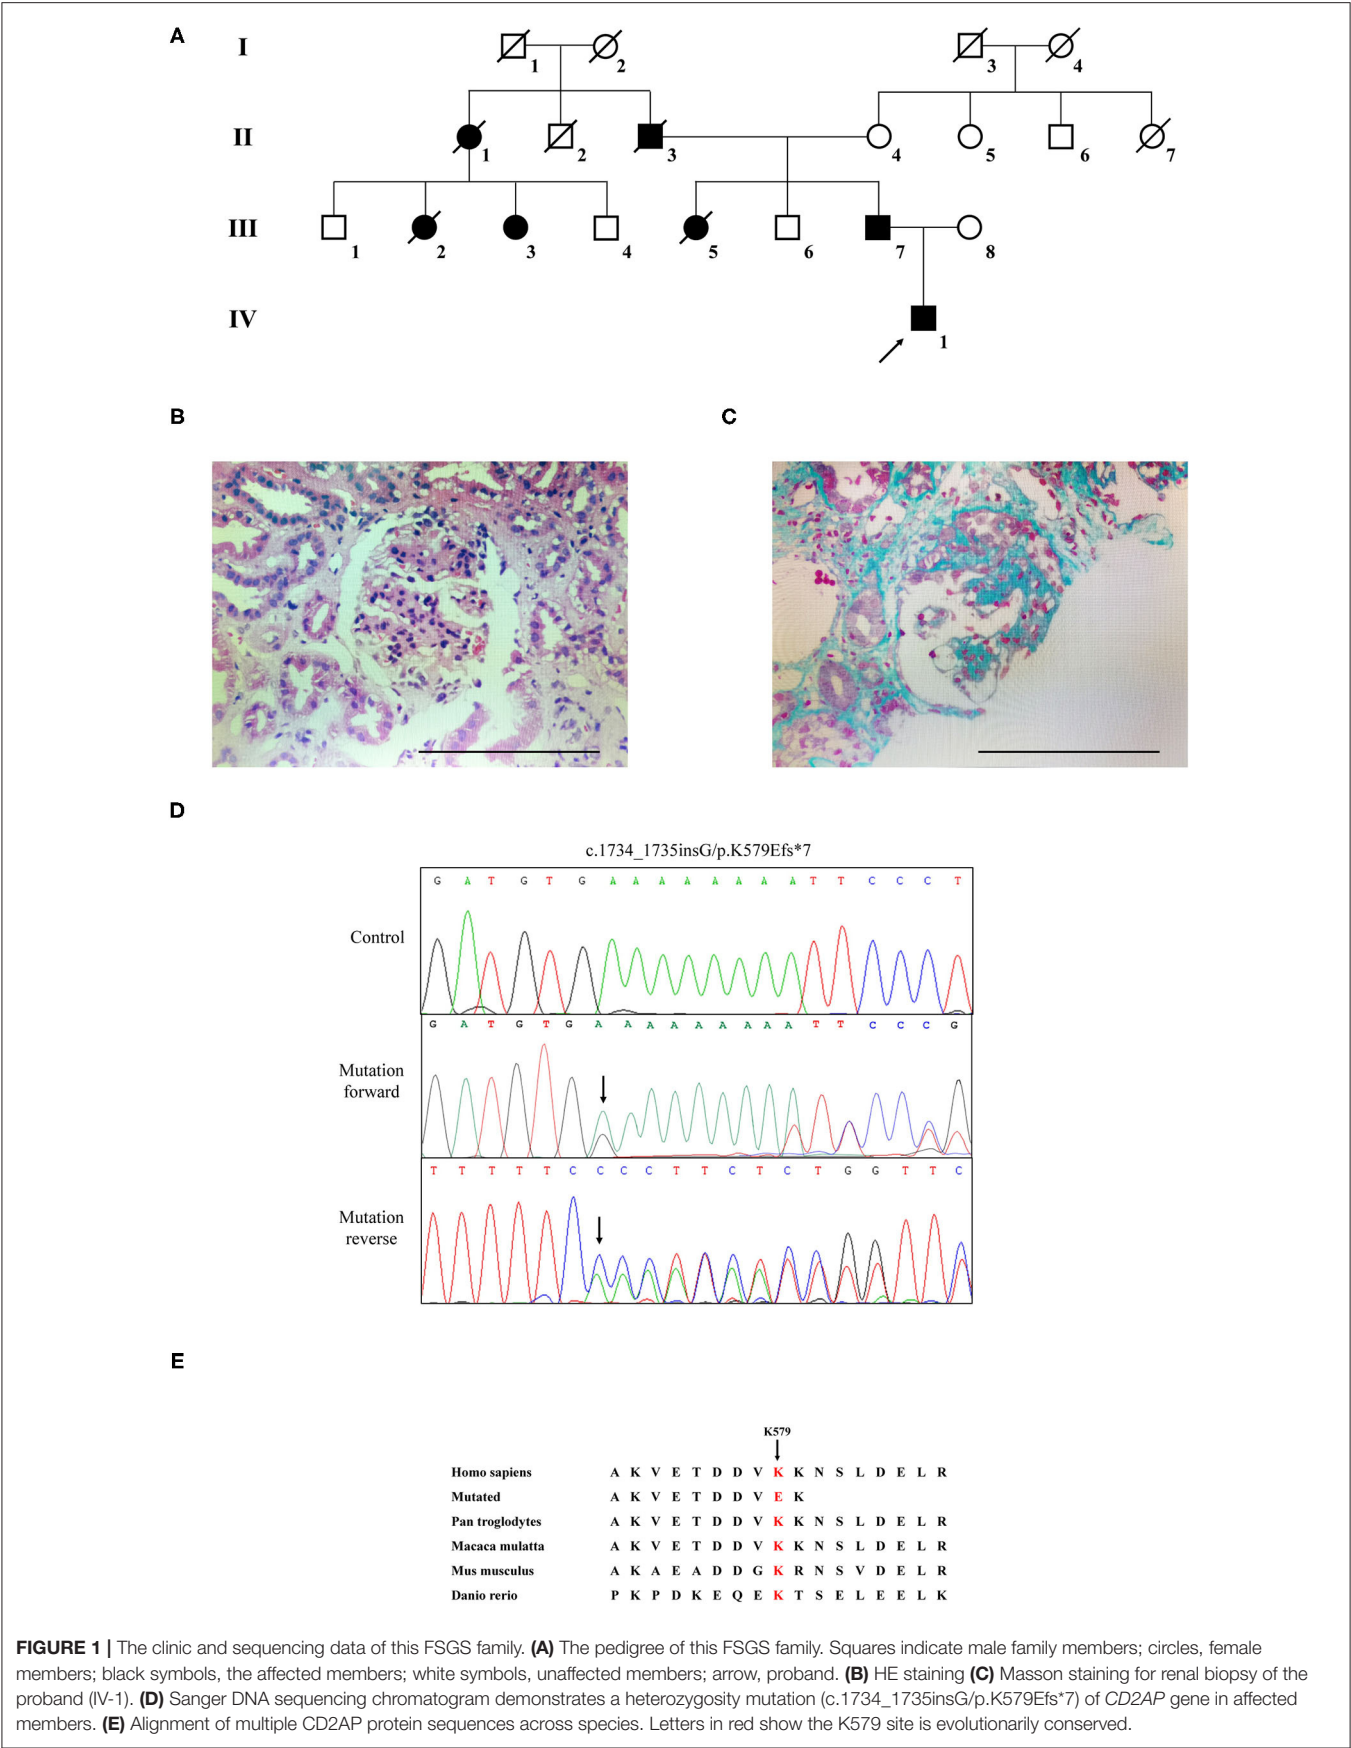 A
I
1
2
3
4
II
1
2
3
4
5
6
7
III
1
2
3
4
5
6
7
8
IV
1
B
C
D
c.1734_1735insG/p.K579Efs*7
G A T G T G A A A A A A A A T T C C C T
Control
G A T G T G A A A A A A A A A T T C C C G
Mutation
forward
T T T T T C C C C T T C T C T G G T T C
Mutation
reverse
E
K579
Homo sapiens A K V E T D D V K K N S L D E L R
Mutated A K V E T D D V E K
Pan troglodytes A K V E T D D V K K N S L D E L R
Macaca mulatta A K V E T D D V K K N S L D E L R
Mus musculus A K A E A D D G K R N S V D E L R
Danio rerio P K P D K E Q E K T S E L E E L K
FIGURE 1 | The clinic and sequencing data of this FSGS family. (A) The pedigree of this FSGS family. Squares indicate male family members; circles, female
members; black symbols, the affected members; white symbols, unaffected members; arrow, proband. (B) HE staining (C) Masson staining for renal biopsy of the
proband (IV-1). (D) Sanger DNA sequencing chromatogram demonstrates a heterozygosity mutation (c.1734_1735insG/p.K579Efs*7) of CD2AP gene in affected
members. (E) Alignment of multiple CD2AP protein sequences across species. Letters in red show the K579 site is evolutionarily conserved.